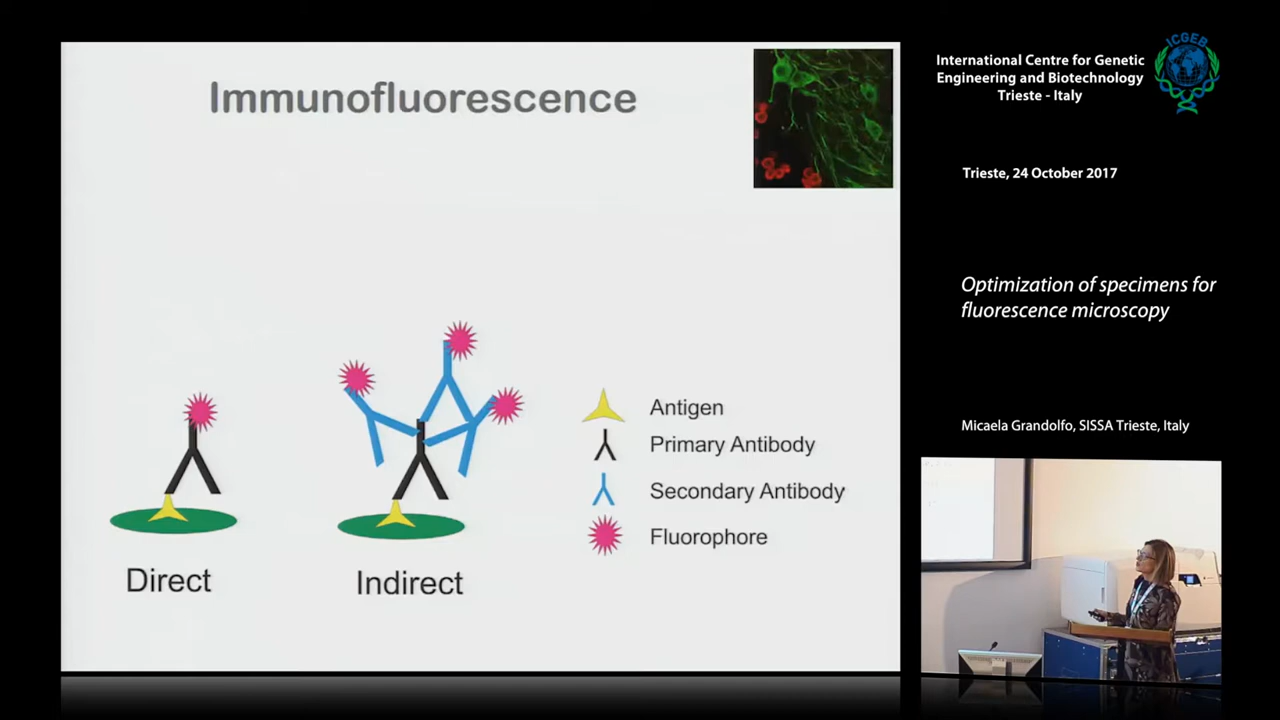 Immunofluorescence
Antigen
Primary Antibody
Secondary Antibody
Fluorophore
Direct
Indirect
International Centre for Genetic
Engineering and Biotechnology
Trieste - Italy
ICGEB
Trieste, 24 October 2017
Optimization of specimens for
fluorescence microscopy
Micaela Grandolfo, SISSA Trieste, Italy